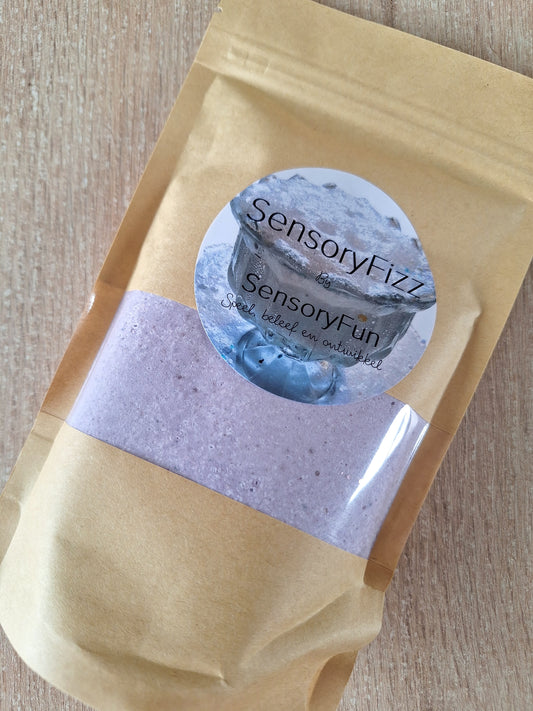 SensoryFizz
By
SensoryFun
Speel, beleef en ontwikkel